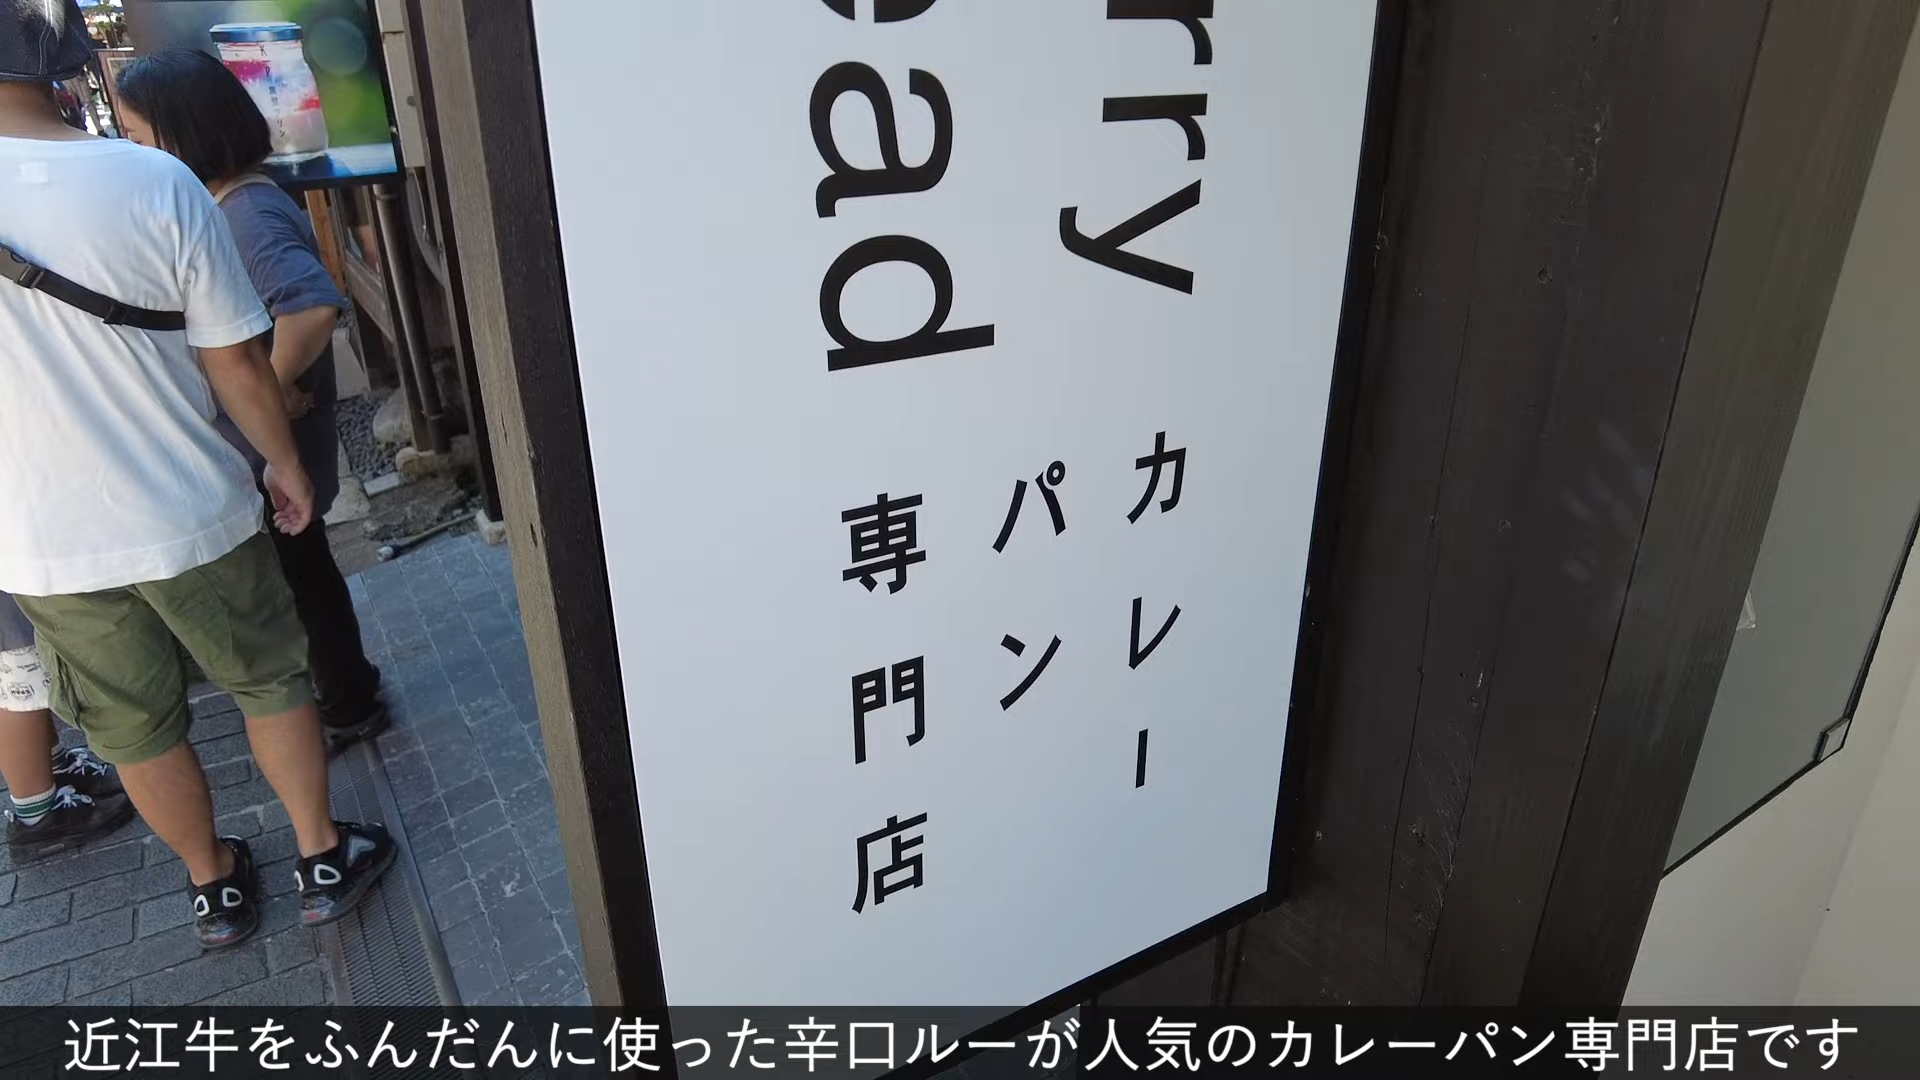 rry
ead
カレー
パン
専門店
近江牛をふんだんに使った辛口ルーが人気のカレーパン専門店です